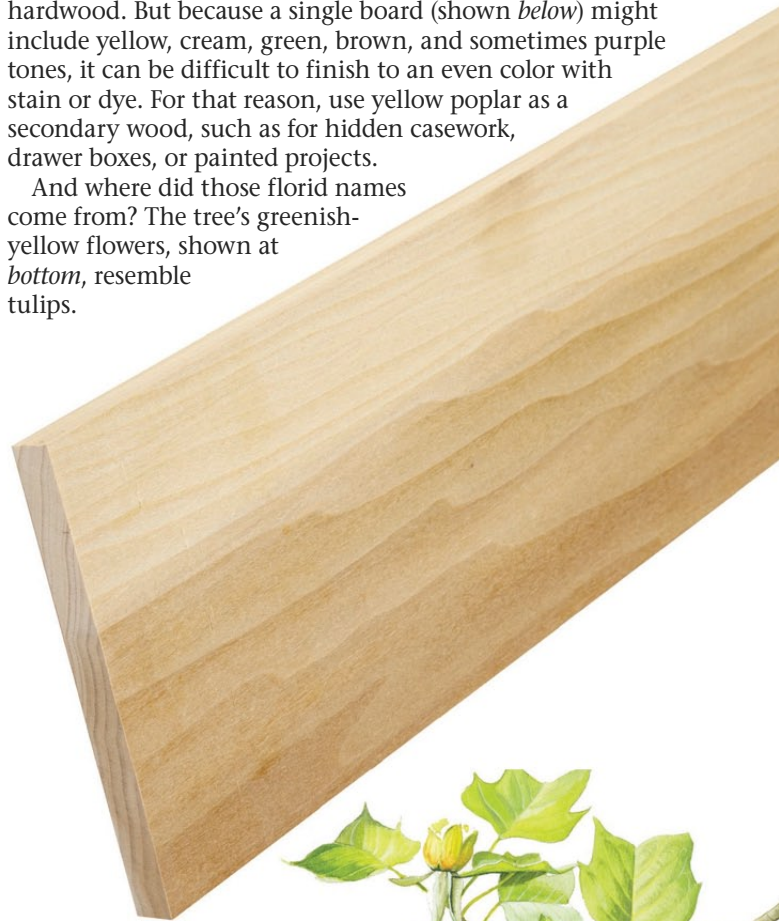 hardwood. But because a single board (shown below) might
include yellow, cream, green, brown, and sometimes purple
tones, it can be difficult to finish to an even color with
stain or dye. For that reason, use yellow poplar as a
secondary wood, such as for hidden casework,
drawer boxes, or painted projects.
And where did those florid names
come from? The tree’s greenish-
yellow flowers, shown at
bottom, resemble
tulips.